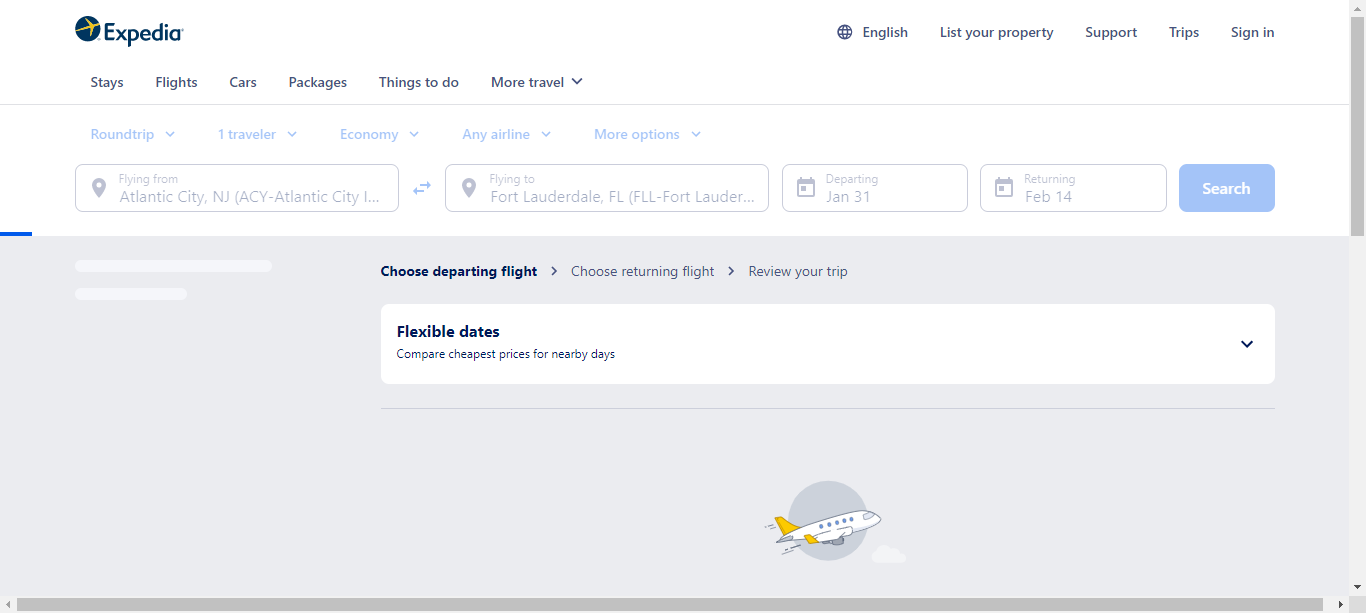 Expedia
English
List your property
Support
Trips
Sign in
Stays
Flights
Cars
Packages
Things to do
More travel
Roundtrip
1 traveler
Economy
Any airline
More options
Flying from
Atlantic City, NJ (ACY-Atlantic City I...
Flying to
Fort Lauderdale, FL (FLL-Fort Lauder...
Departing
Jan 31
Returning
Feb 14
Search
Choose departing flight
Choose returning flight
Review your trip
Flexible dates
Compare cheapest prices for nearby days